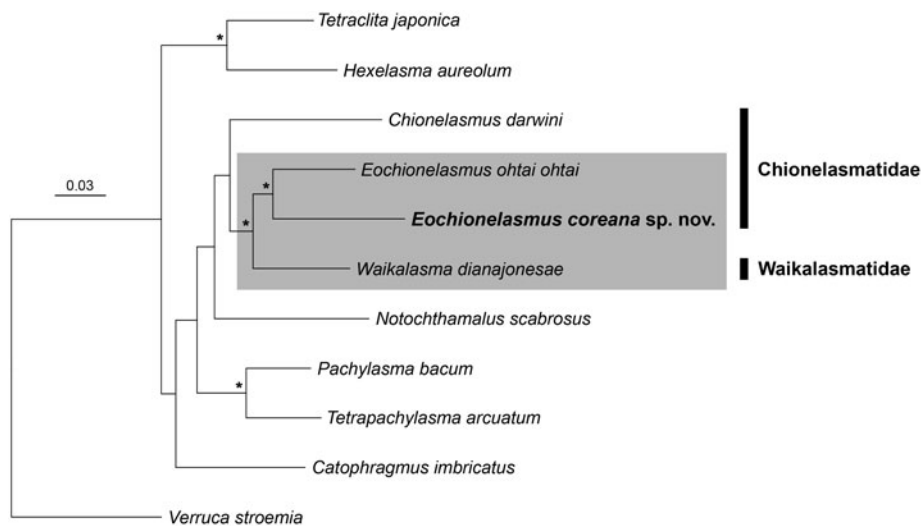 Tetraclita japonica
*
Hexelasma aureolum
Chionelasmus darwini
Eochionelasmus ohtai ohtai
Chionelasmatidae
*
0.03
Eochionelasmus coreana sp. nov.
*
Waikalasma dianajonesae
Waikalasmatidae
Notochthamalus scabrosus
Pachylasma bacum
*
Tetrapachylasma arcuatum
Catophragmus imbricatus
Verruca stroemia